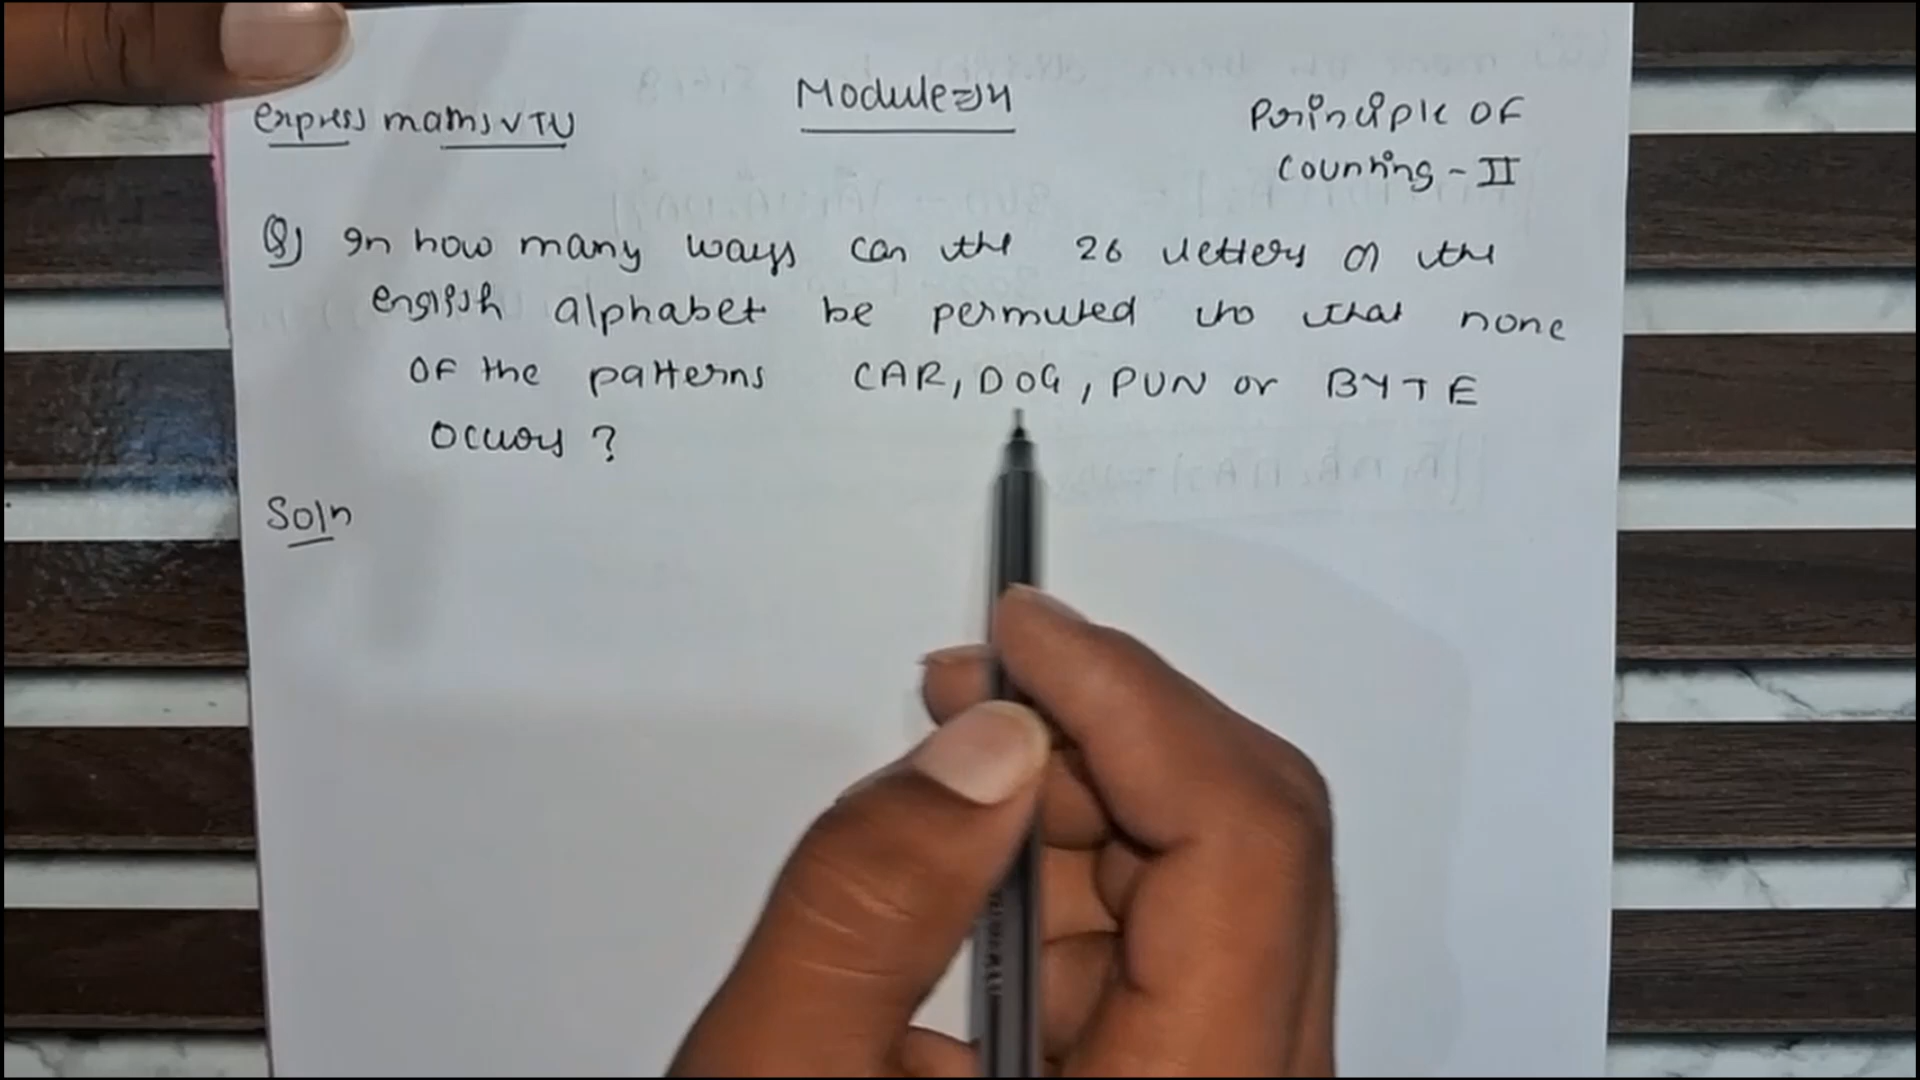 express maths VTU
Module ⇒ 4
Principle OF
Counting - II
Q) In how many ways can the 26 letters of the
english alphabet be permuted so that none
OF the patterns CAR, DOG, PUN or BYTE
Occurs ?
Soln